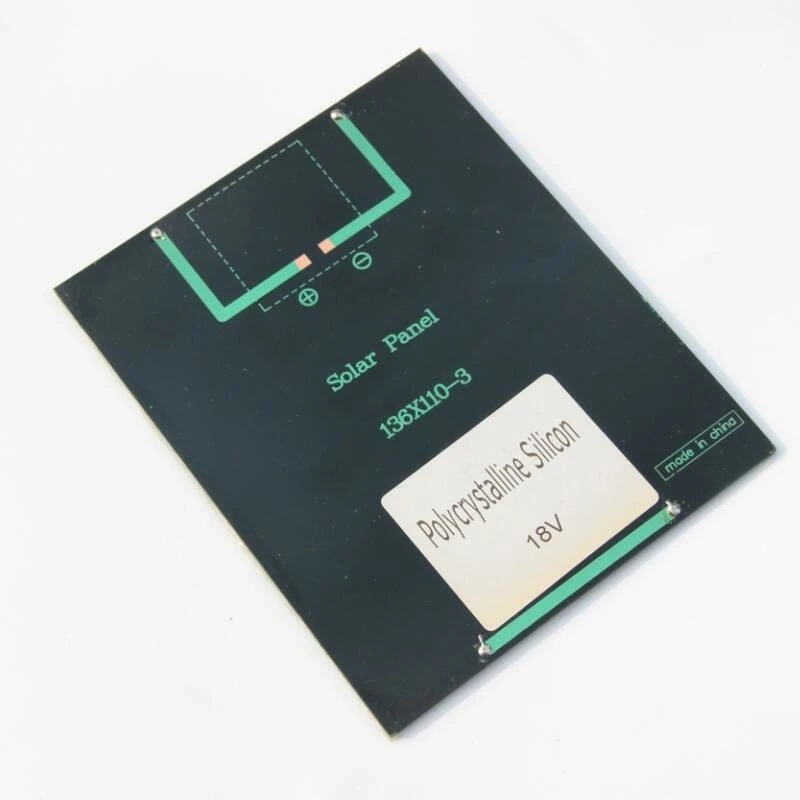 ⊕ ⊖
Solar Panel
136X110-3
Polycrystalline Silicon
18V
made in china